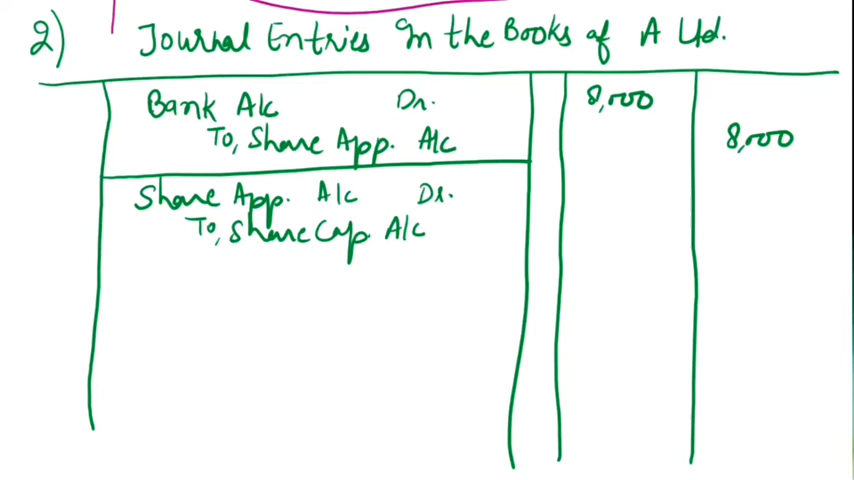 2) Journal Entries In the Books of A Ltd.
Bank A/c Dr. 8,000
To, Share App. A/c 8,000
Share App. A/c Dr.
To, Share Cap. A/c